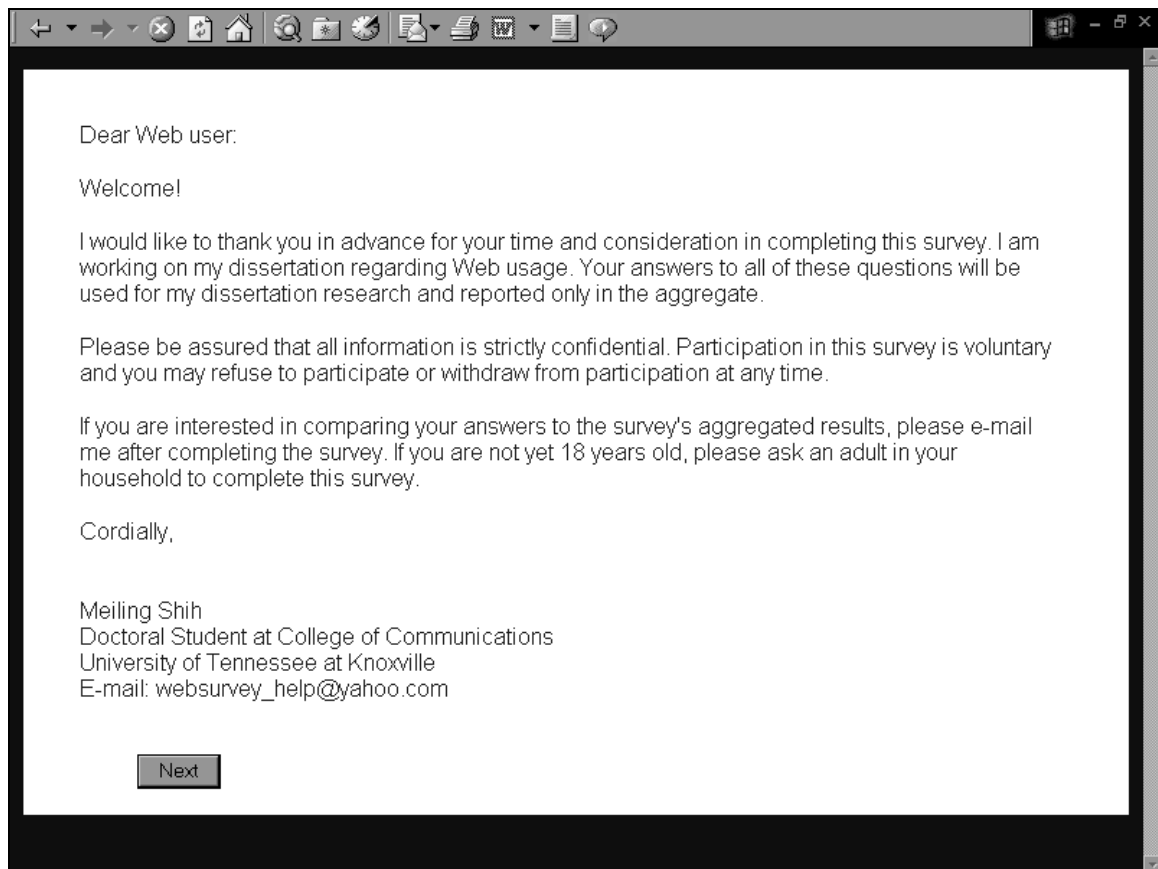 Dear Web user:
Welcome!
I would like to thank you in advance for your time and consideration in completing this survey. I am
working on my dissertation regarding Web usage. Your answers to all of these questions will be
used for my dissertation research and reported only in the aggregate.
Please be assured that all information is strictly confidential. Participation in this survey is voluntary
and you may refuse to participate or withdraw from participation at any time.
If you are interested in comparing your answers to the survey's aggregated results, please e-mail
me after completing the survey. If you are not yet 18 years old, please ask an adult in your
household to complete this survey.
Cordially,
Meiling Shih
Doctoral Student at College of Communications
University of Tennessee at Knoxville
E-mail: websurvey_help@yahoo.com
Next